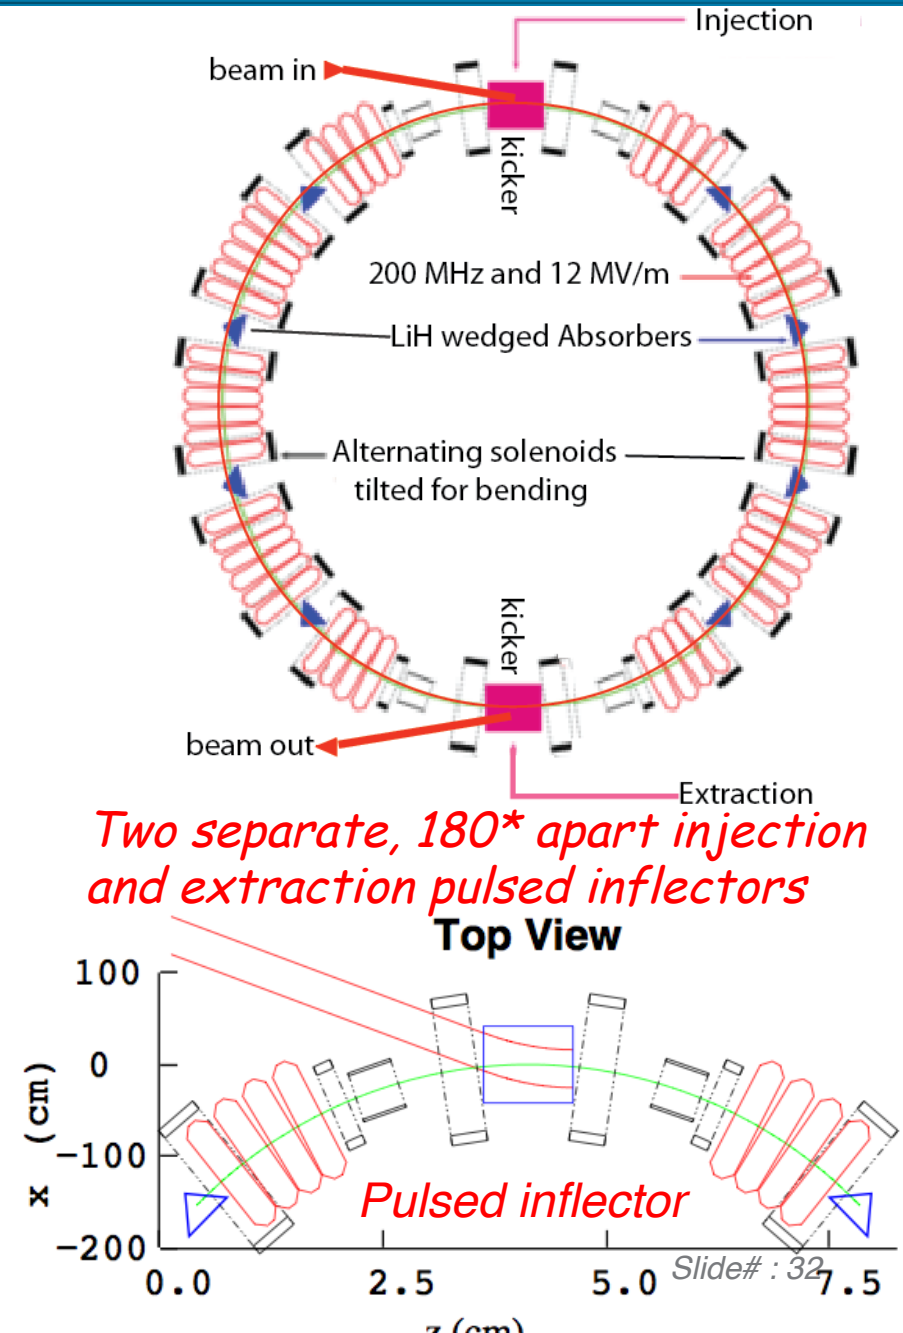 Injection
beam in
kicker
200 MHz and 12 MV/m
LiH wedged Absorbers
Alternating solenoids
tilted for bending
kicker
beam out
Extraction
Two separate, 180* apart injection
and extraction pulsed inflectors
Top View
100
0
−100
−200
x (cm)
Pulsed inflector
Slide# : 32
0.0 2.5 5.0 7.5
z (cm)